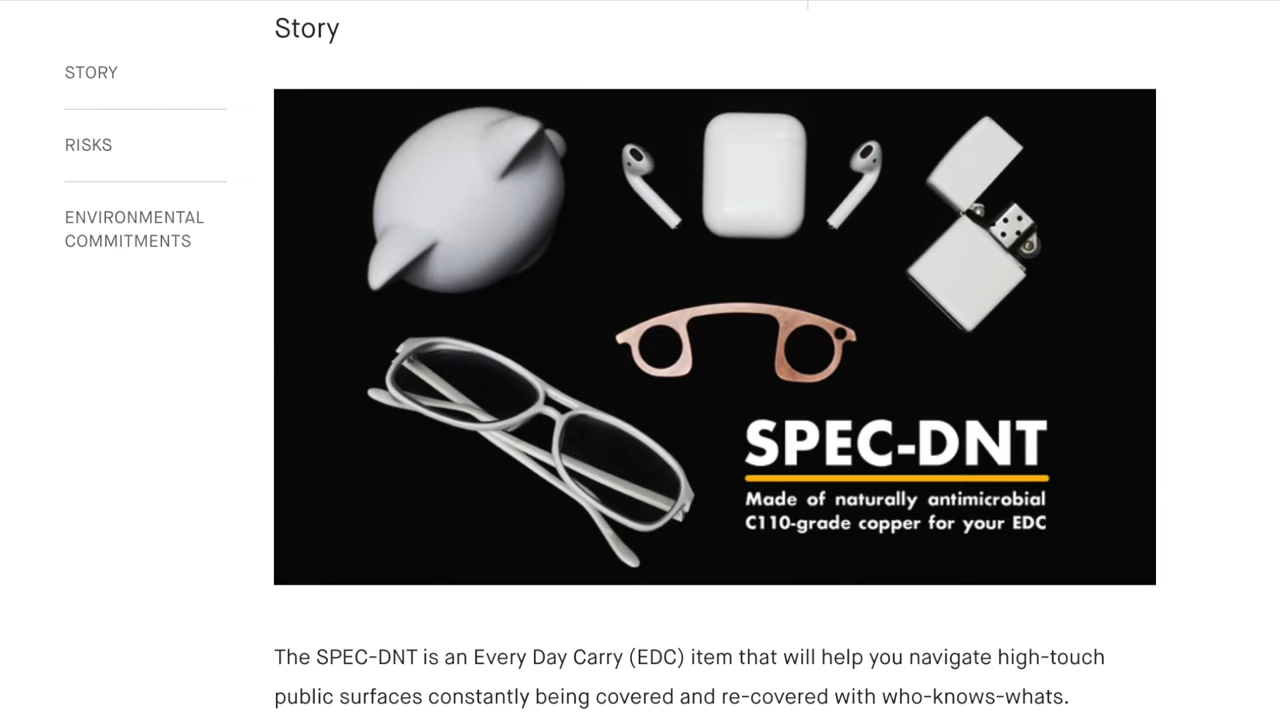 Story
STORY
RISKS
ENVIRONMENTAL
COMMITMENTS
SPEC-DNT
Made of naturally antimicrobial
C110-grade copper for your EDC
The SPEC-DNT is an Every Day Carry (EDC) item that will help you navigate high-touch
public surfaces constantly being covered and re-covered with who-knows-whats.